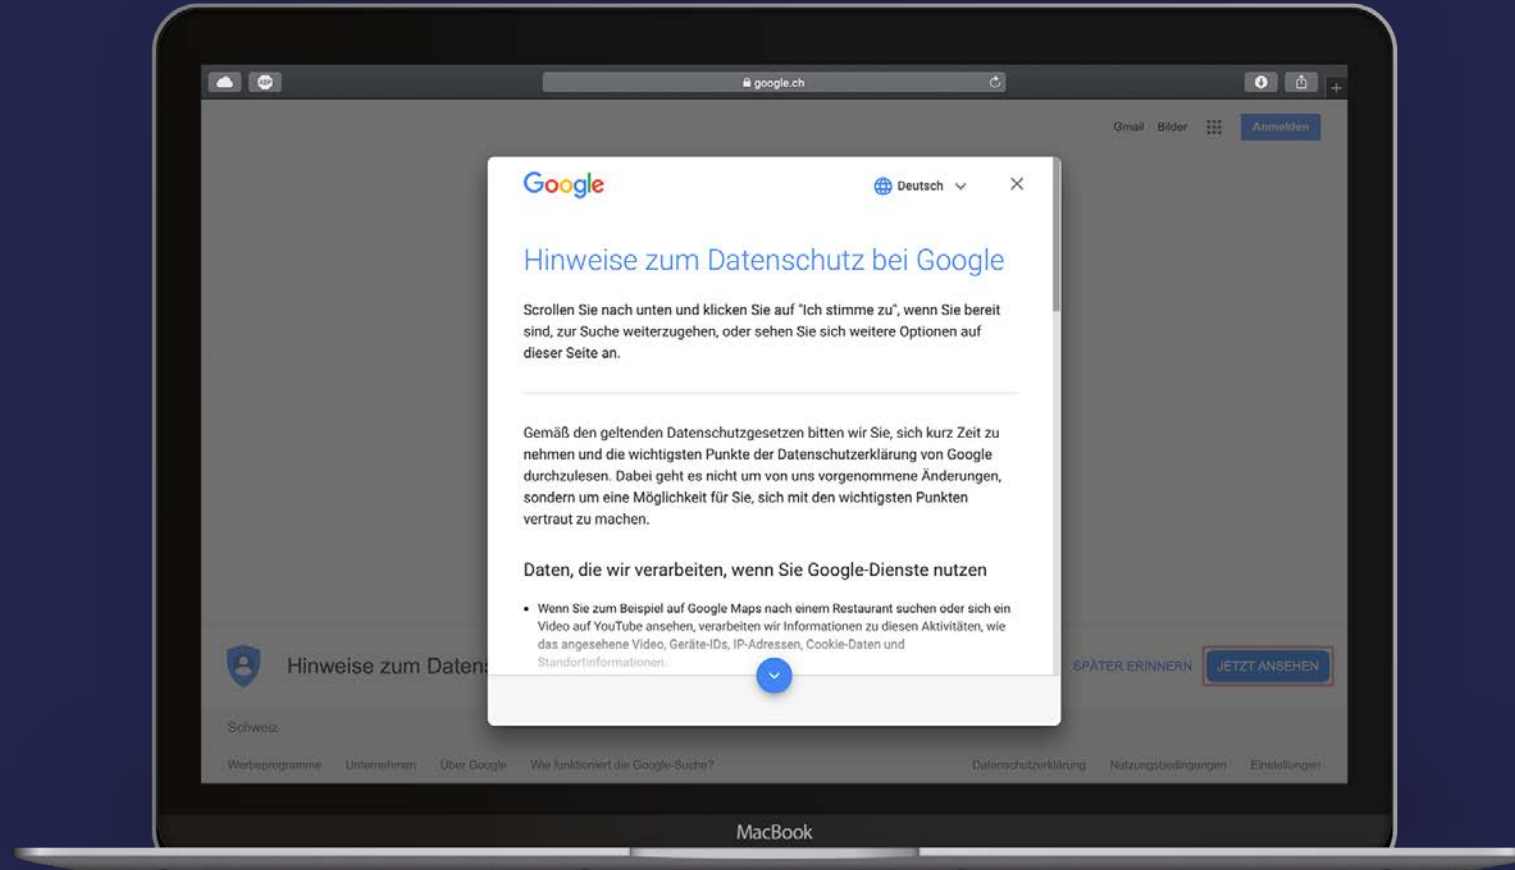 ABP
google.ch
Gmail Bilder Anmelden
Google
Deutsch
Hinweise zum Datenschutz bei Google
Scrollen Sie nach unten und klicken Sie auf "Ich stimme zu", wenn Sie bereit
sind, zur Suche weiterzugehen, oder sehen Sie sich weitere Optionen auf
dieser Seite an.
Gemäß den geltenden Datenschutzgesetzen bitten wir Sie, sich kurz Zeit zu
nehmen und die wichtigsten Punkte der Datenschutzerklärung von Google
durchzulesen. Dabei geht es nicht um von uns vorgenommene Änderungen,
sondern um eine Möglichkeit für Sie, sich mit den wichtigsten Punkten
vertraut zu machen.
Daten, die wir verarbeiten, wenn Sie Google-Dienste nutzen
• Wenn Sie zum Beispiel auf Google Maps nach einem Restaurant suchen oder sich ein
Video auf YouTube ansehen, verarbeiten wir Informationen zu diesen Aktivitäten, wie
das angesehene Video, Geräte-IDs, IP-Adressen, Cookie-Daten und
Standortinformationen.
Hinweise zum Daten
SPÄTER ERINNERN JETZT ANSEHEN
Schweiz
Werbeprogramme Unternehmen Über Google Wie funktioniert die Google-Suche? Datenschutzerklärung Nutzungsbedingungen Einstellungen
MacBook